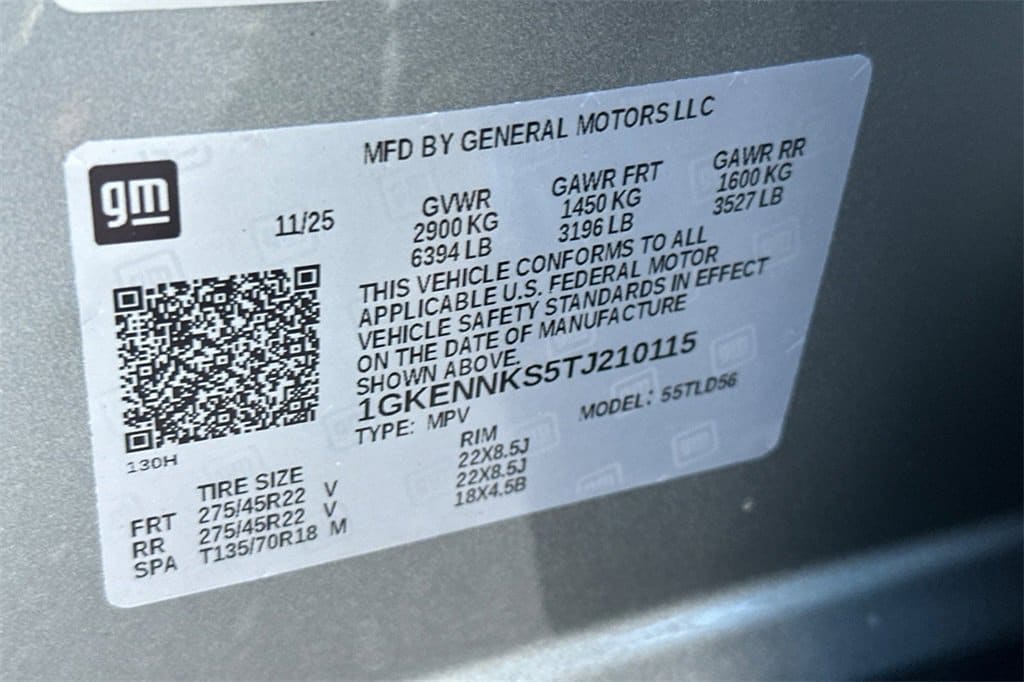 gm
MFD BY GENERAL MOTORS LLC
11/25
GVWR GAWR FRT GAWR RR
2900 KG 1450 KG 1600 KG
6394 LB 3196 LB 3527 LB
THIS VEHICLE CONFORMS TO ALL
APPLICABLE U.S. FEDERAL MOTOR
VEHICLE SAFETY STANDARDS IN EFFECT
ON THE DATE OF MANUFACTURE
SHOWN ABOVE.
1GKENNKS5TJ210115
TYPE: MPV MODEL: 55TLD56
130H
TIRE SIZE RIM
FRT 275/45R22 V 22X8.5J
RR 275/45R22 V 22X8.5J
SPA T135/70R18 M 18X4.5B